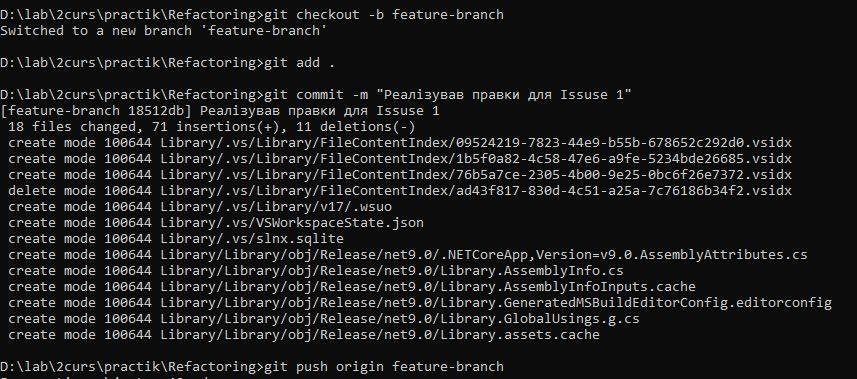 D:\lab\2curs\practik\Refactoring>git checkout -b feature-branch
Switched to a new branch 'feature-branch'
D:\lab\2curs\practik\Refactoring>git add .
D:\lab\2curs\practik\Refactoring>git commit -m "Реалізував правки для Issuse 1"
[feature-branch 18512db] Реалізував правки для Issuse 1
18 files changed, 71 insertions(+), 11 deletions(-)
create mode 100644 Library/.vs/Library/FileContentIndex/09524219-7823-44e9-b55b-678652c292d0.vsidx
create mode 100644 Library/.vs/Library/FileContentIndex/1b5f0a82-4c58-47e6-a9fe-5234bde26685.vsidx
create mode 100644 Library/.vs/Library/FileContentIndex/76b5a7ce-2305-4b00-9e25-0bc6f26e7372.vsidx
delete mode 100644 Library/.vs/Library/FileContentIndex/ad43f817-830d-4c51-a25a-7c76186b34f2.vsidx
create mode 100644 Library/.vs/Library/v17/.wsuo
create mode 100644 Library/.vs/VSWorkspaceState.json
create mode 100644 Library/.vs/slnx.sqlite
create mode 100644 Library/Library/obj/Release/net9.0/.NETCoreApp,Version=v9.0.AssemblyAttributes.cs
create mode 100644 Library/Library/obj/Release/net9.0/Library.AssemblyInfo.cs
create mode 100644 Library/Library/obj/Release/net9.0/Library.AssemblyInfoInputs.cache
create mode 100644 Library/Library/obj/Release/net9.0/Library.GeneratedMSBuildEditorConfig.editorconfig
create mode 100644 Library/Library/obj/Release/net9.0/Library.GlobalUsings.g.cs
create mode 100644 Library/Library/obj/Release/net9.0/Library.assets.cache
D:\lab\2curs\practik\Refactoring>git push origin feature-branch